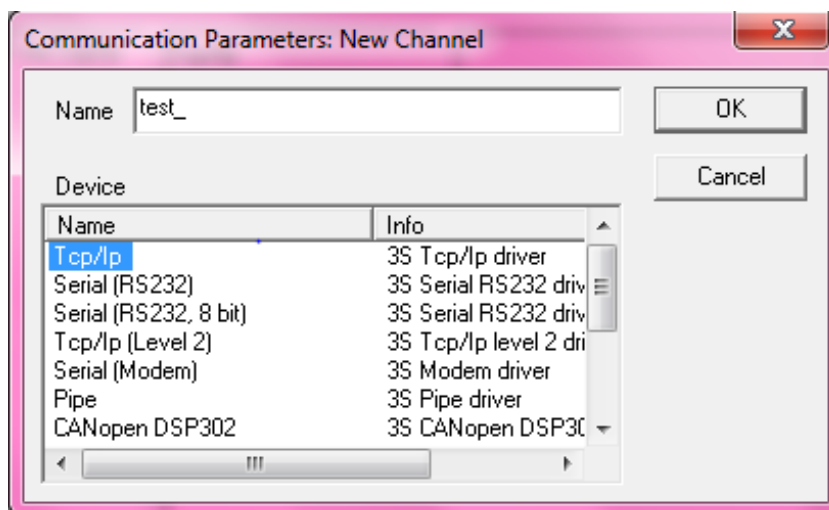 Communication Parameters: New Channel
Name test_
OK
Cancel
Device
Name Info
Tcp/Ip 3S Tcp/Ip driver
Serial (RS232) 3S Serial RS232 driv
Serial (RS232, 8 bit) 3S Serial RS232 driv
Tcp/Ip (Level 2) 3S Tcp/Ip level 2 dri
Serial (Modem) 3S Modem driver
Pipe 3S Pipe driver
CANopen DSP302 3S CANopen DSP30